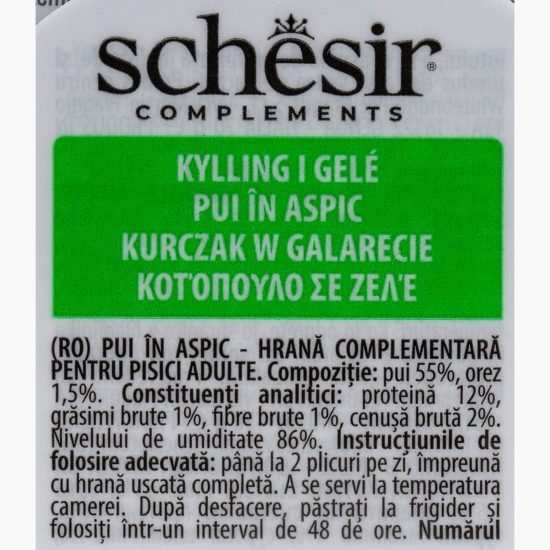 schesir®
COMPLEMENTS
KYLLING I GELÉ
PUI ÎN ASPIC
KURCZAK W GALARECIE
ΚΟΤΌΠΟΥΛΟ ΣΕ ΖΕΛΈ
(RO) PUI ÎN ASPIC - HRANĂ COMPLEMENTARĂ
PENTRU PISICI ADULTE. Compoziție: pui 55%, orez
1,5%. Constituenți analitici: proteină 12%,
grăsimi brute 1%, fibre brute 1%, cenușă brută 2%.
Nivelului de umiditate 86%. Instrucțiunile de
folosire adecvată: până la 2 plicuri pe zi, împreună
cu hrană uscată completă. A se servi la temperatura
camerei. După desfacere, păstrați la frigider și
folosiți într-un interval de 48 de ore. Numărul